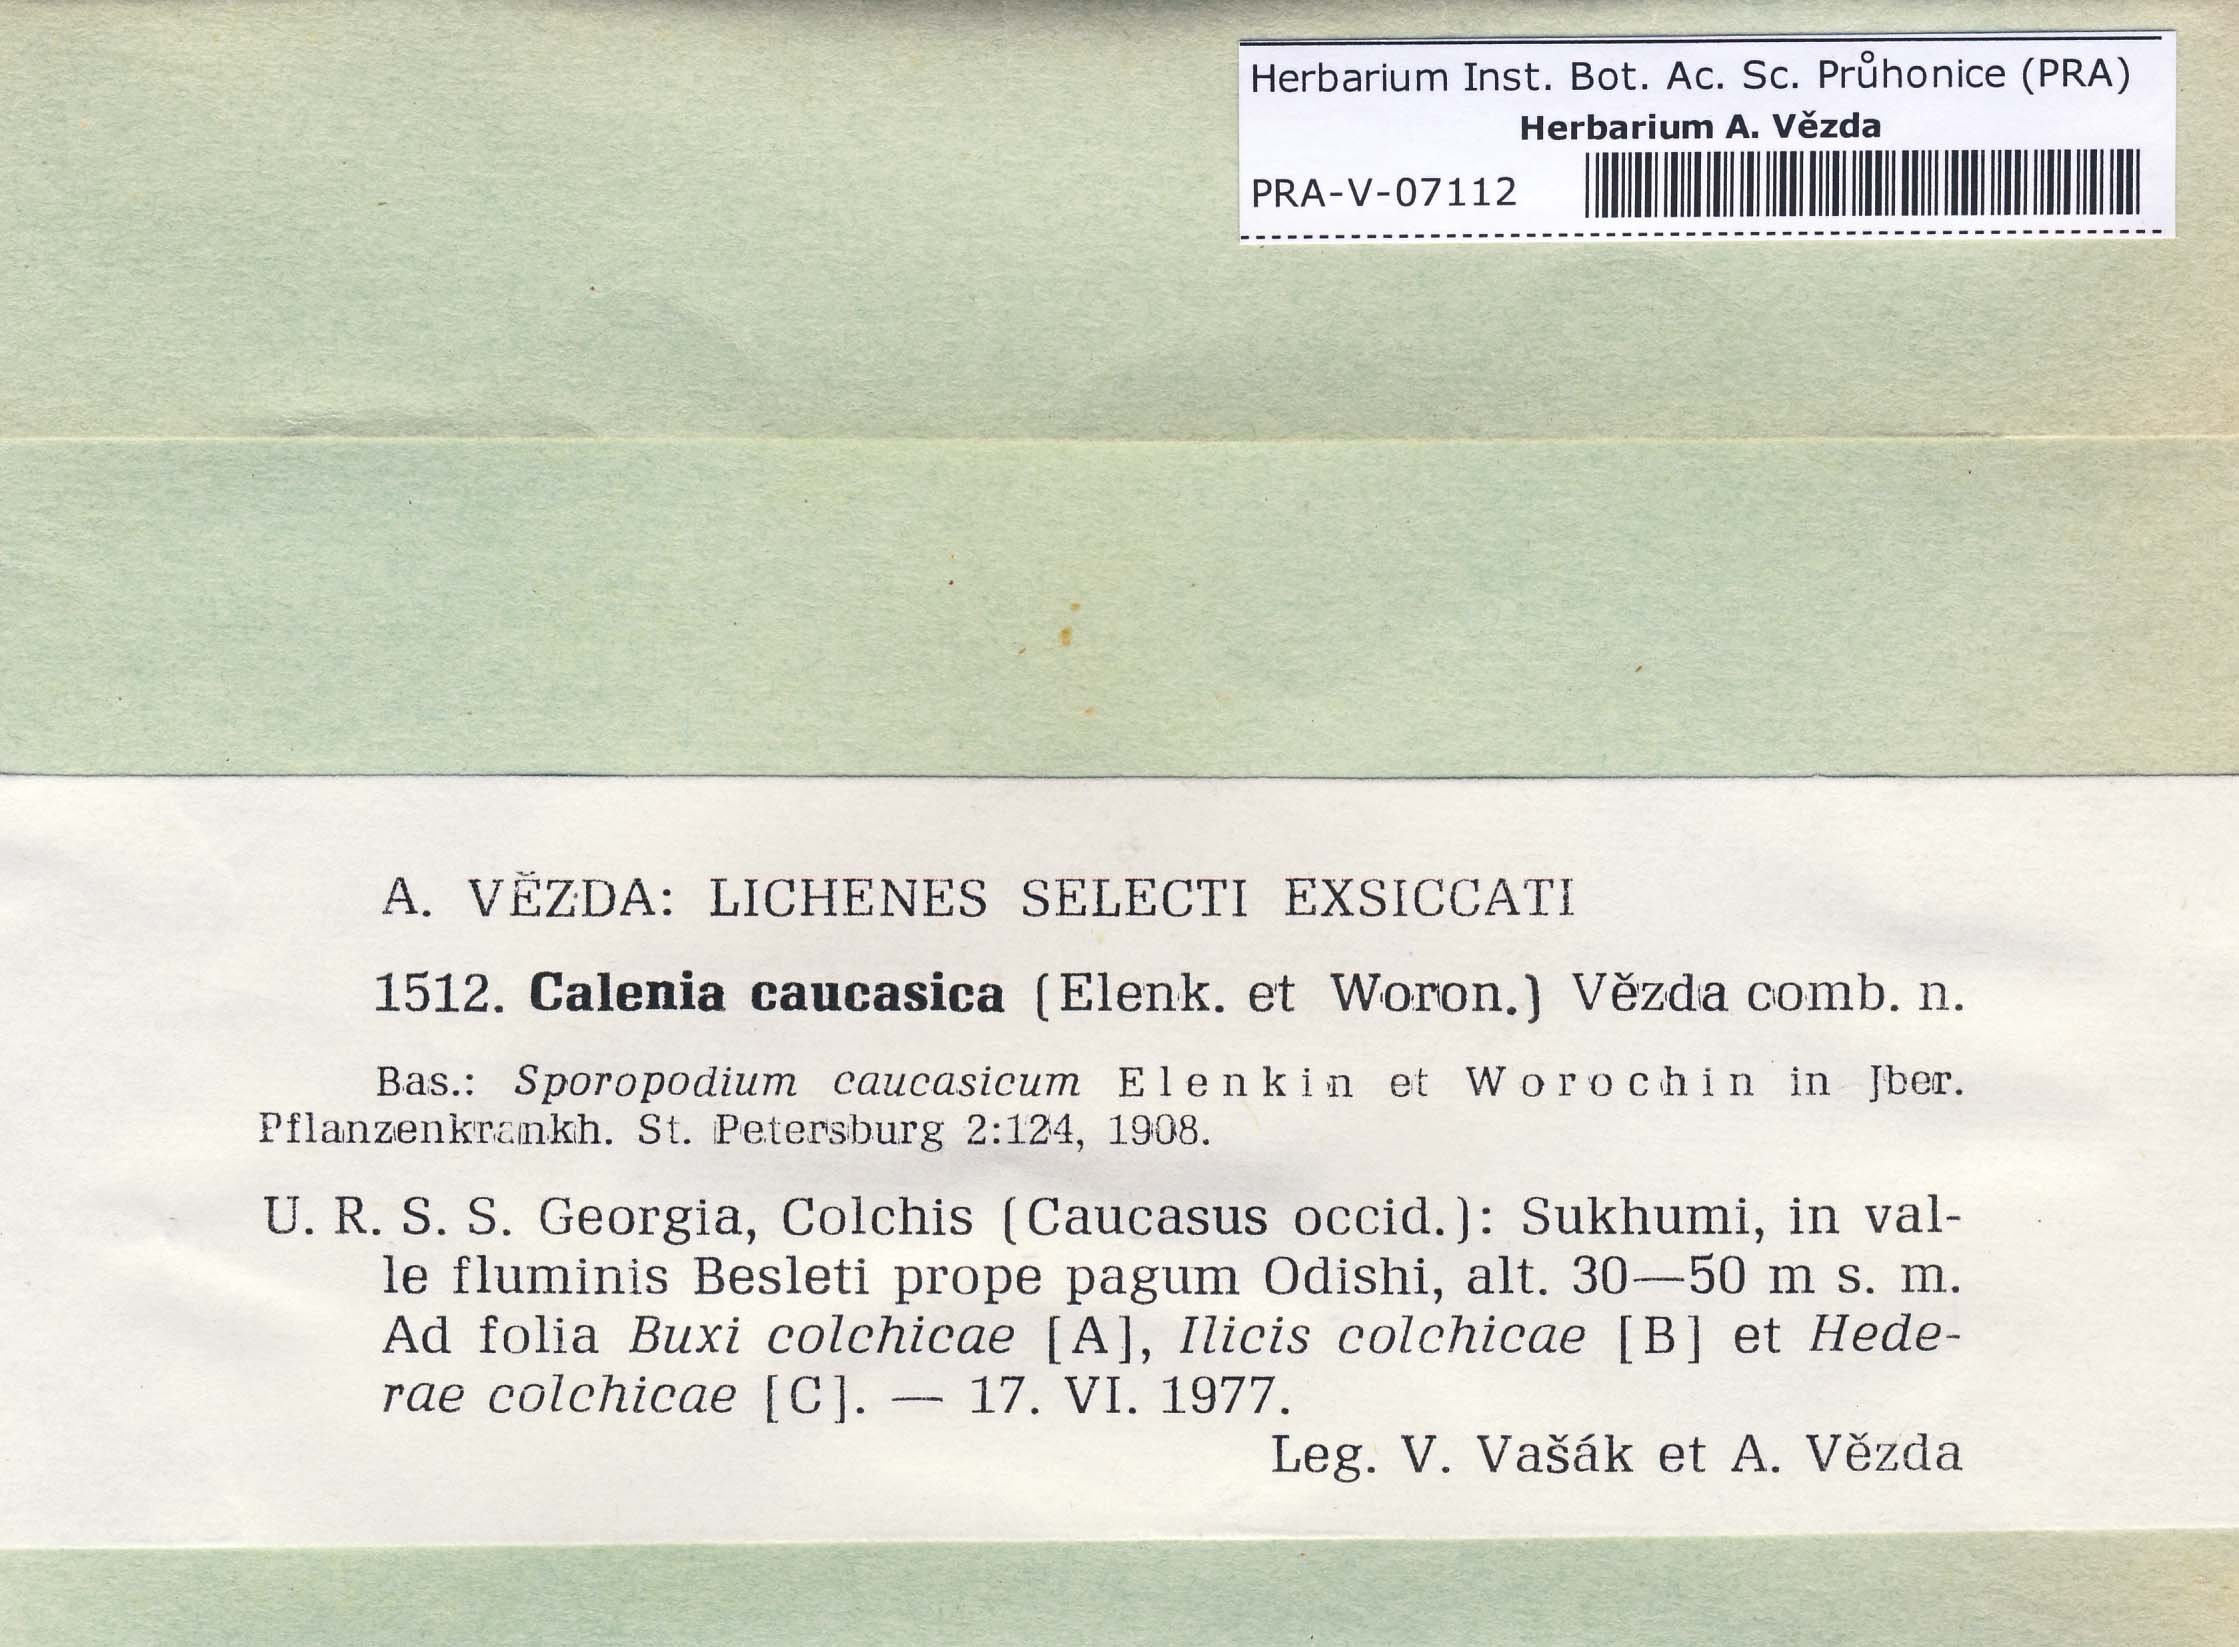 Herbarium Inst. Bot. Ac. Sc. Průhonice (PRA)
Herbarium A. Vězda
PRA-V-07112
A. VĚZDA: LICHENES SELECTI EXSICCATI
1512. Calenia caucasica (Elenk. et Woron.) Vězda comb. n.
Bas.: Sporopodium caucasicum Elenkin et Worochin in Jber.
Pflanzenkrankh. St. Petersburg 2:124, 1908.
U. R. S. S. Georgia, Colchis (Caucasus occid.): Sukhumi, in val-
le fluminis Besleti prope pagum Odishi, alt. 30—50 m s. m.
Ad folia Buxi colchicae [A], Ilicis colchicae [B] et Hede-
rae colchicae [C]. — 17. VI. 1977.
Leg. V. Vašák et A. Vězda